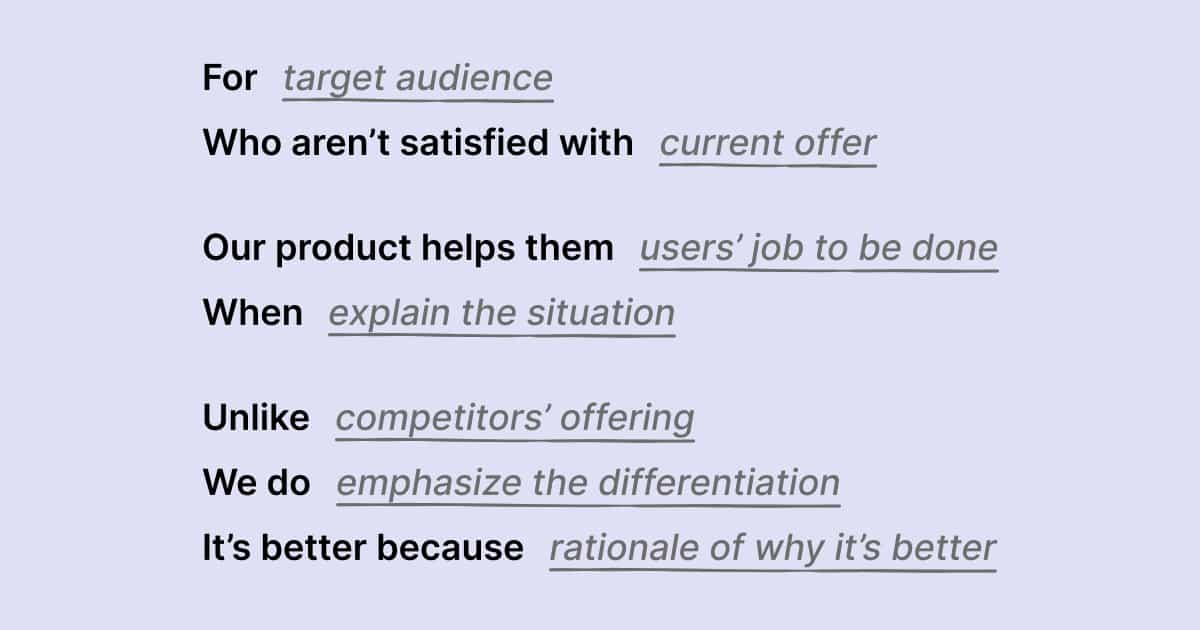 For target audience
Who aren’t satisfied with current offer
Our product helps them users’ job to be done
When explain the situation
Unlike competitors’ offering
We do emphasize the differentiation
It’s better because rationale of why it’s better